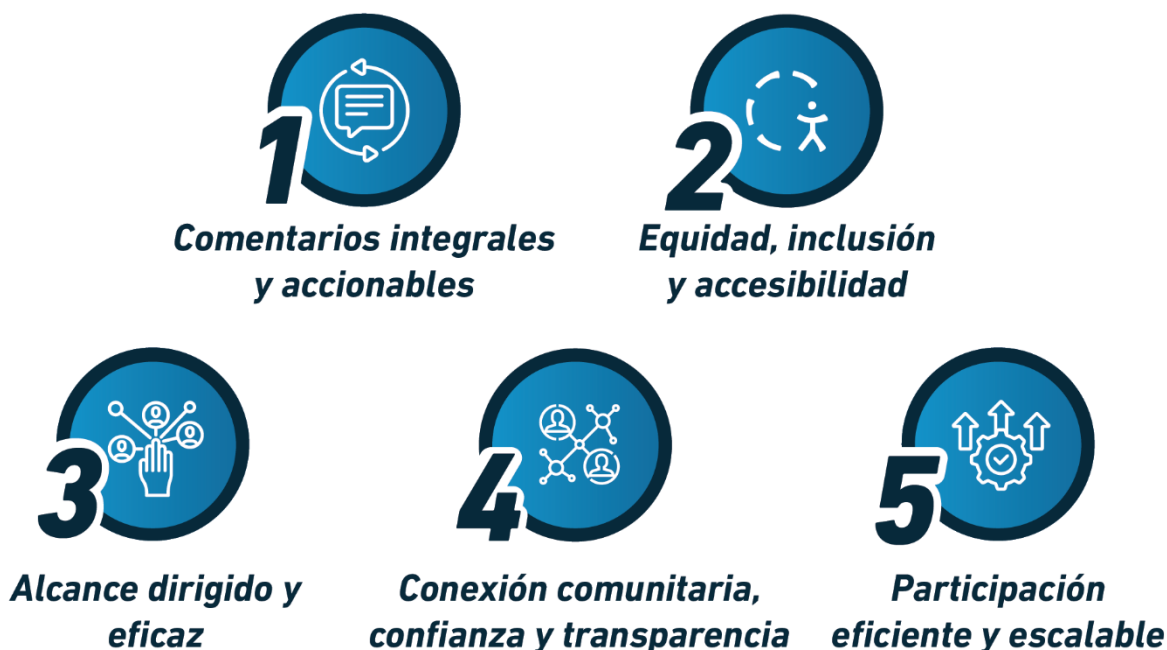 1
Comentarios integrales
y accionables
2
Equidad, inclusión
y accesibilidad
3
Alcance dirigido y
eficaz
4
Conexión comunitaria,
confianza y transparencia
5
Participación
eficiente y escalable